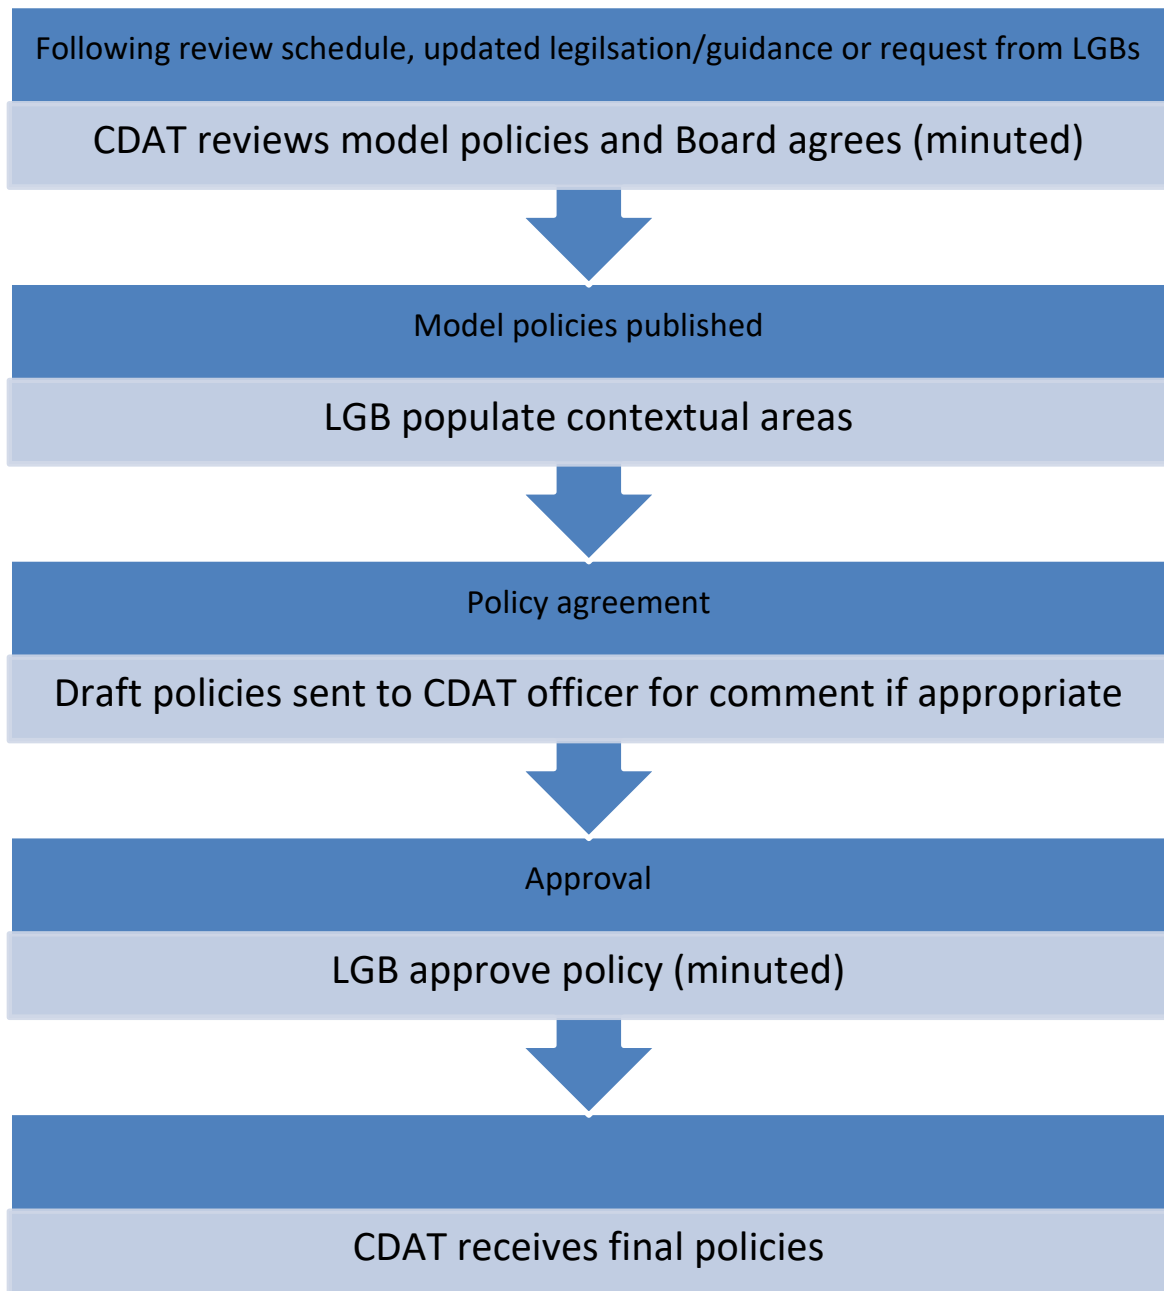 Following review schedule, updated legilsation/guidance or request from LGBs
CDAT reviews model policies and Board agrees (minuted)
Model policies published
LGB populate contextual areas
Policy agreement
Draft policies sent to CDAT officer for comment if appropriate
Approval
LGB approve policy (minuted)
CDAT receives final policies